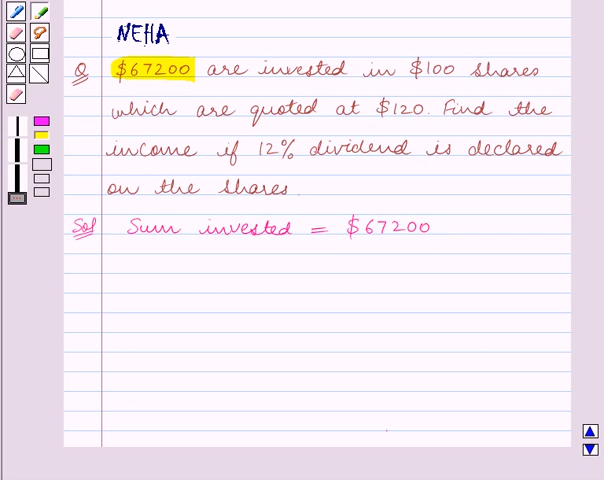 NEHA
Q $67200 are invested in $100 shares
which are quoted at $120. Find the
income if 12% dividend is declared
on the shares.
Sol Sum invested = $67200